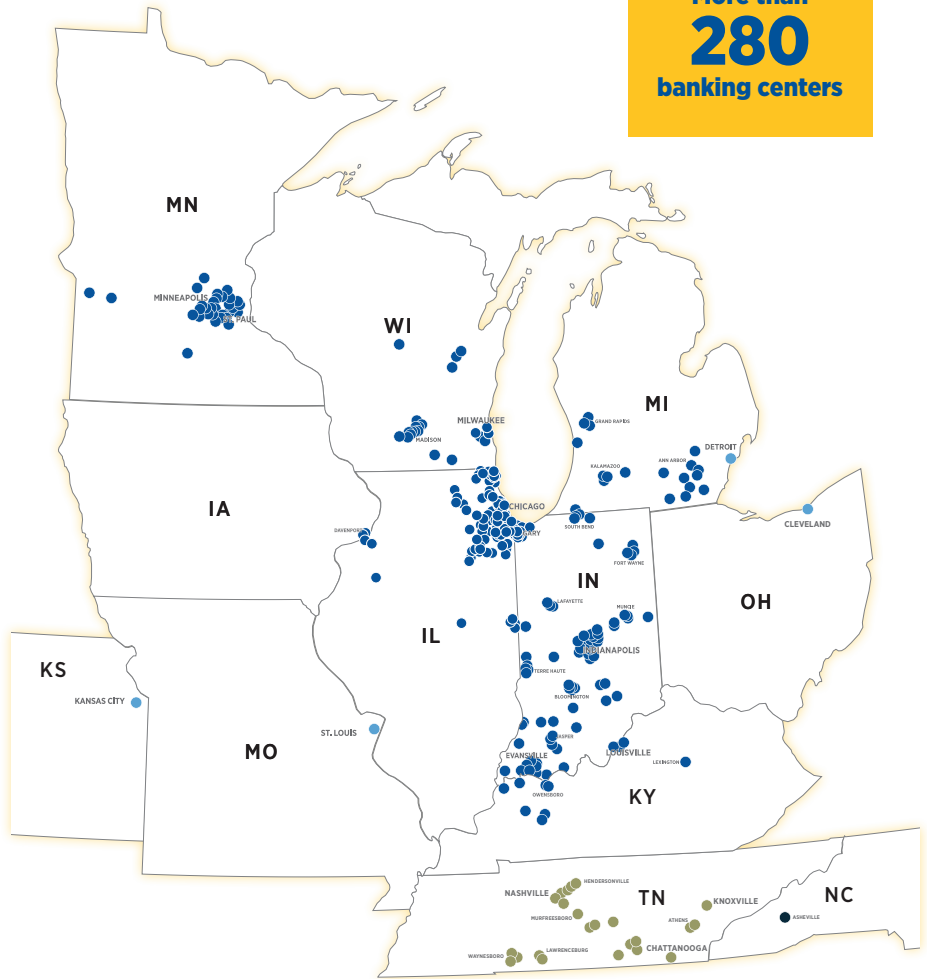 More than
280
banking centers
MN
MINNEAPOLIS
ST. PAUL
WI
MILWAUKEE
MADISON
MI
GRAND RAPIDS
DETROIT
ANN ARBOR
KALAMAZOO
IA
CHICAGO
GARY
DAVENPORT
SOUTH BEND
CLEVELAND
FORT WAYNE
IN
OH
LAFAYETTE
MUNCIE
IL
INDIANAPOLIS
KS
TERRE HAUTE
KANSAS CITY
BLOOMINGTON
ST. LOUIS
JASPER
MO
EVANSVILLE
LOUISVILLE
LEXINGTON
OWENSBORO
KY
HENDERSONVILLE
NASHVILLE
TN
NC
KNOXVILLE
MURFREESBORO
ATHENS
ASHEVILLE
LAWRENCEBURG
CHATTANOOGA
WAYNESBORO